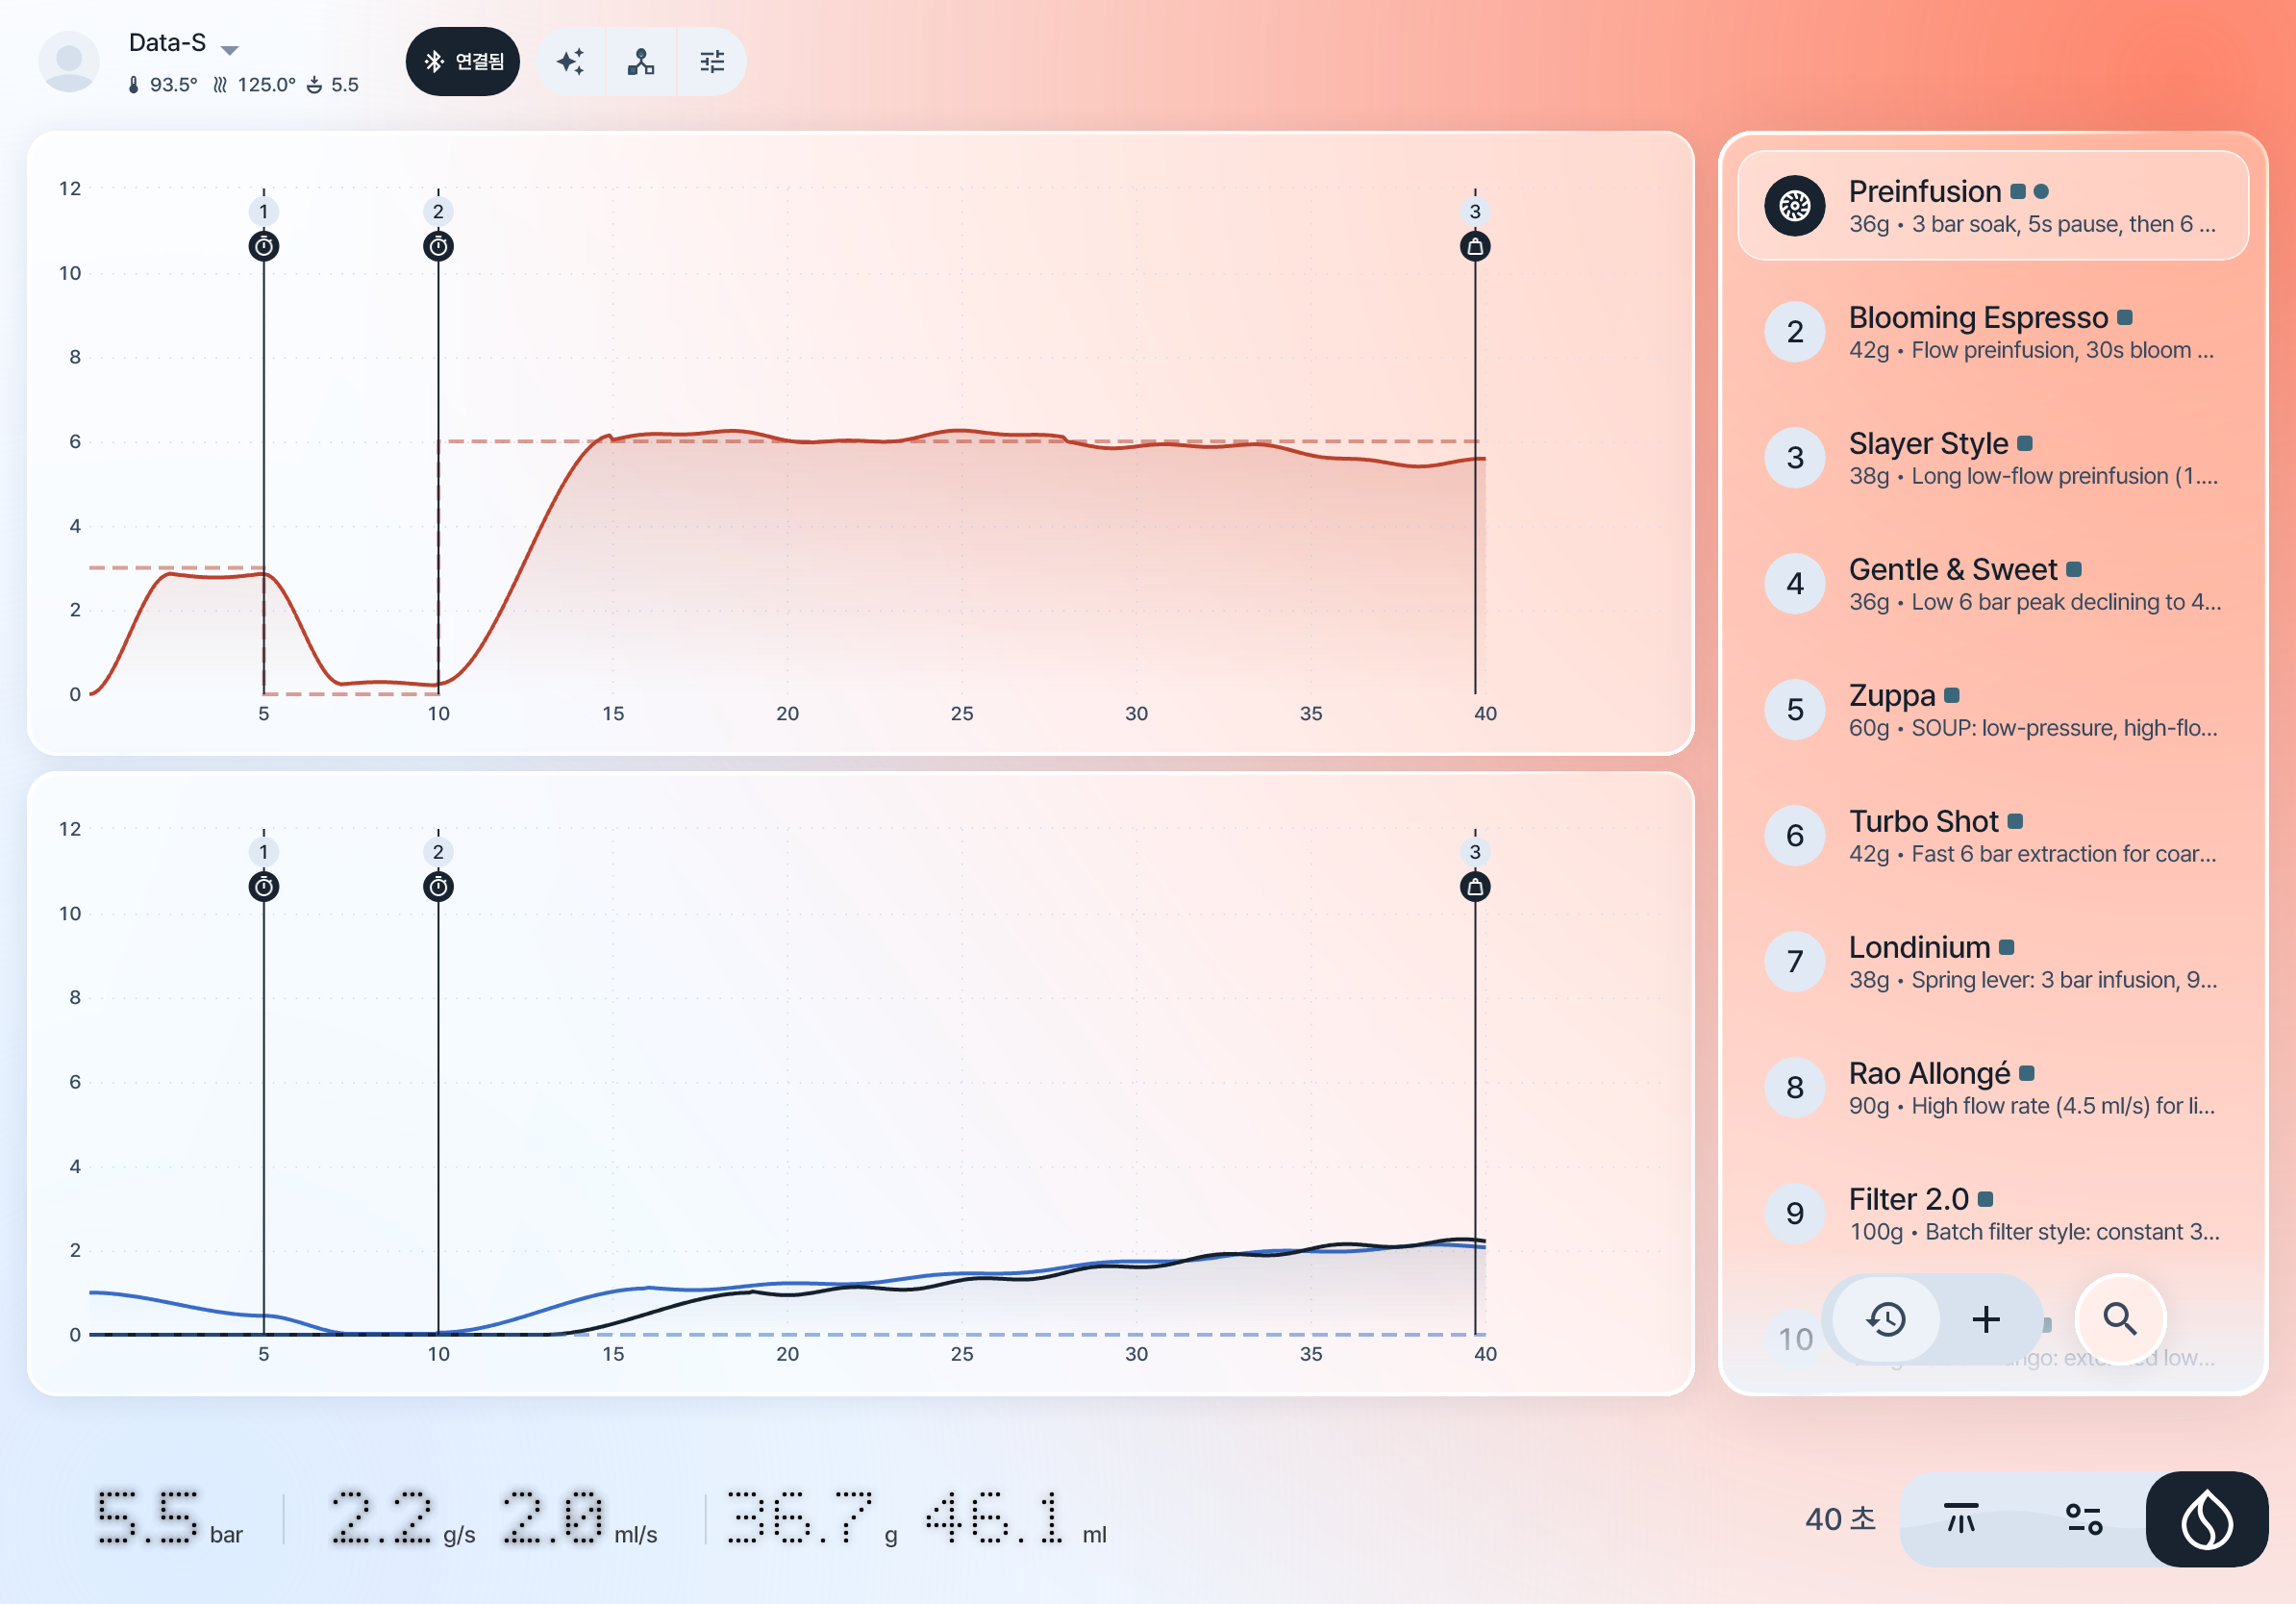 Data-S
93.5° 125.0° 5.5
연결됨
12
10
8
6
4
2
0
1
2
3
5 10 15 20 25 30 35 40
12
10
8
6
4
2
0
1
2
3
5 10 15 20 25 30 35 40
Preinfusion
36g • 3 bar soak, 5s pause, then 6 ...
2
Blooming Espresso
42g • Flow preinfusion, 30s bloom ...
3
Slayer Style
38g • Long low-flow preinfusion (1....
4
Gentle & Sweet
36g • Low 6 bar peak declining to 4...
5
Zuppa
60g • SOUP: low-pressure, high-flo...
6
Turbo Shot
42g • Fast 6 bar extraction for coar...
7
Londinium
38g • Spring lever: 3 bar infusion, 9...
8
Rao Allongé
90g • High flow rate (4.5 ml/s) for li...
9
Filter 2.0
100g • Batch filter style: constant 3...
10
low...
5.5 bar 2.2 g/s 2.0 ml/s 36.7 g 46.1 ml
40 초